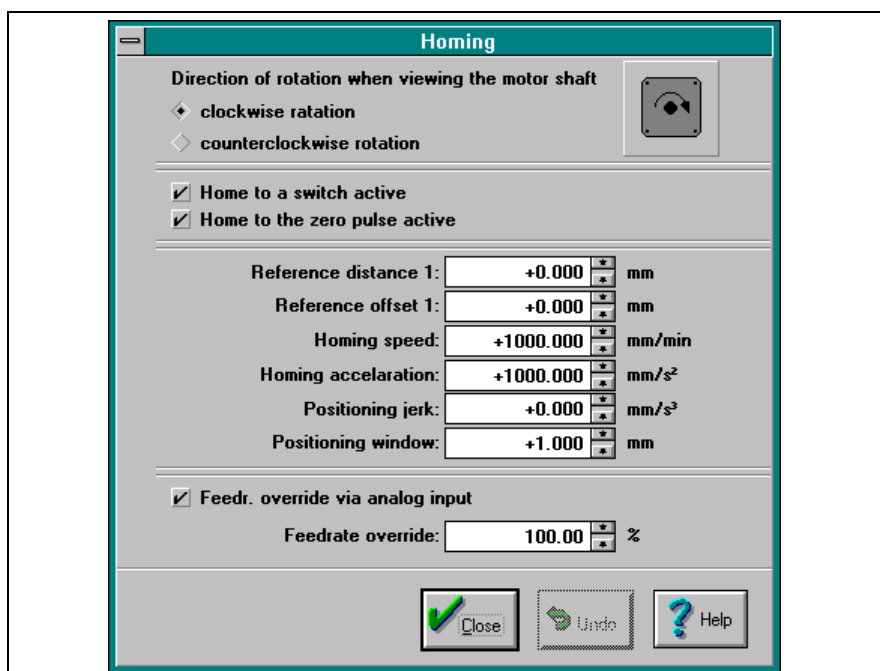 Homing
Direction of rotation when viewing the motor shaft
clockwise ratation
counterclockwise rotation
Home to a switch active
Home to the zero pulse active
Reference distance 1: +0.000 mm
Reference offset 1: +0.000 mm
Homing speed: +1000.000 mm/min
Homing accelaration: +1000.000 mm/s²
Positioning jerk: +0.000 mm/s³
Positioning window: +1.000 mm
Feedr. override via analog input
Feedrate override: 100.00 %
Close Undo Help